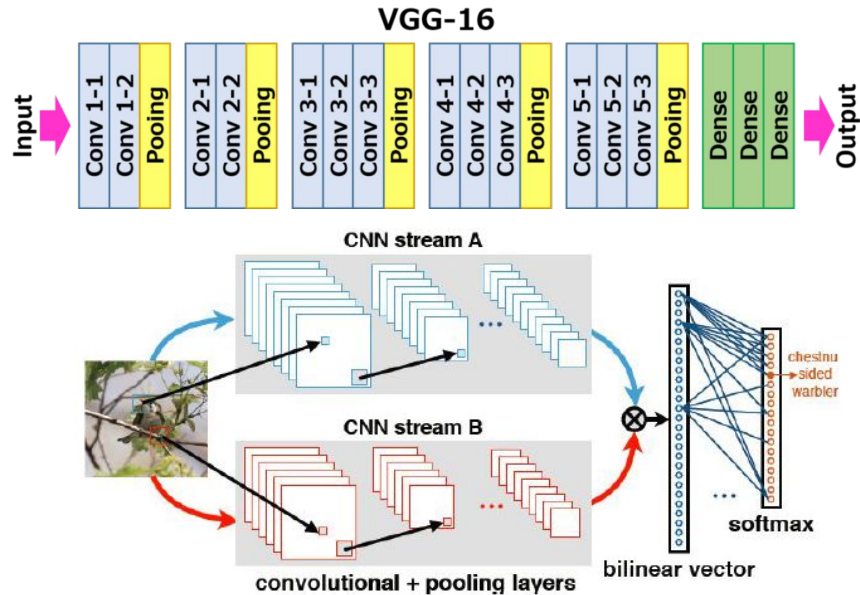 VGG-16
Input
Conv 1-1
Conv 1-2
Pooing
Conv 2-1
Conv 2-2
Pooing
Conv 3-1
Conv 3-2
Conv 3-3
Pooing
Conv 4-1
Conv 4-2
Conv 4-3
Pooing
Conv 5-1
Conv 5-2
Conv 5-3
Pooing
Dense
Dense
Dense
Output
CNN stream A
...
CNN stream B
...
convolutional + pooling layers
bilinear vector
...
softmax
chestnu
sided
warbler